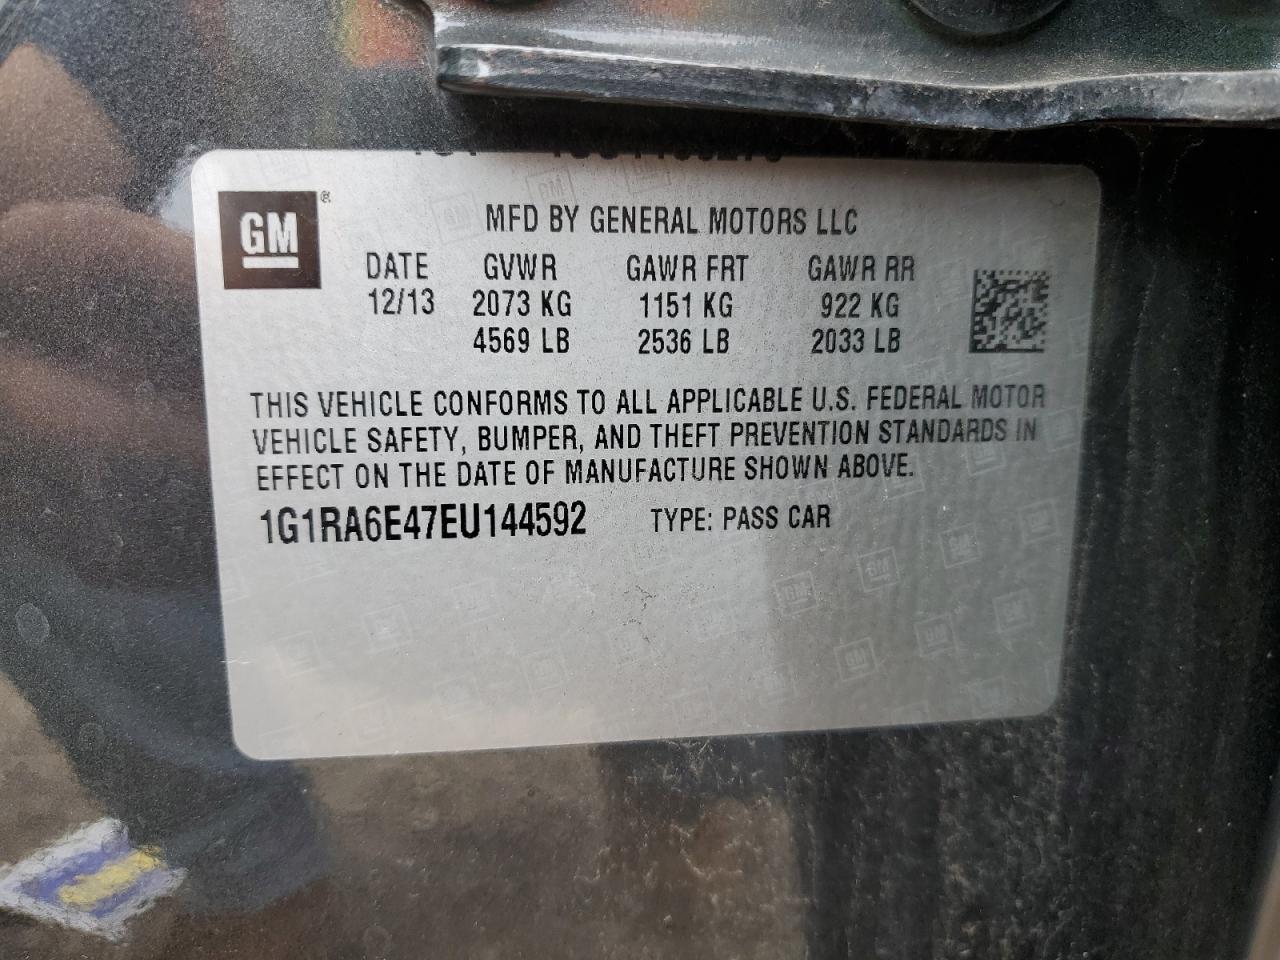 GM ®
MFD BY GENERAL MOTORS LLC
DATE GVWR GAWR FRT GAWR RR
12/13 2073 KG 1151 KG 922 KG
4569 LB 2536 LB 2033 LB
THIS VEHICLE CONFORMS TO ALL APPLICABLE U.S. FEDERAL MOTOR
VEHICLE SAFETY, BUMPER, AND THEFT PREVENTION STANDARDS IN
EFFECT ON THE DATE OF MANUFACTURE SHOWN ABOVE.
1G1RA6E47EU144592 TYPE: PASS CAR